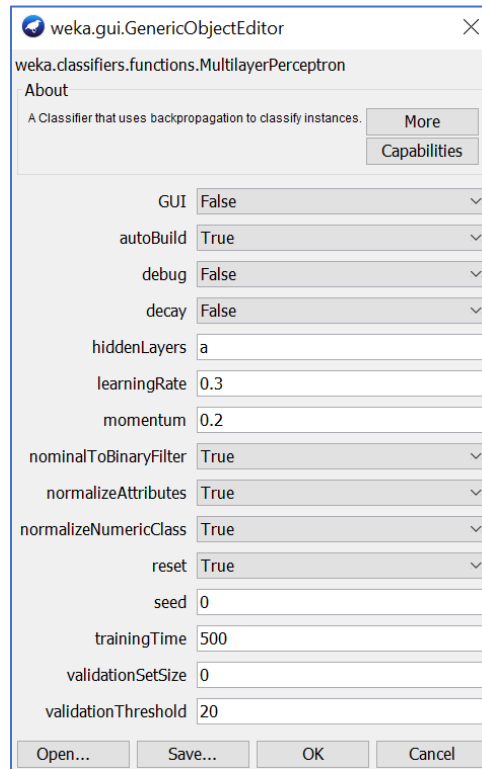 weka.gui.GenericObjectEditor
weka.classifiers.functions.MultilayerPerceptron
About
A Classifier that uses backpropagation to classify instances. More
Capabilities
GUI False
autoBuild True
debug False
decay False
hiddenLayers a
learningRate 0.3
momentum 0.2
nominalToBinaryFilter True
normalizeAttributes True
normalizeNumericClass True
reset True
seed 0
trainingTime 500
validationSetSize 0
validationThreshold 20
Open... Save... OK Cancel